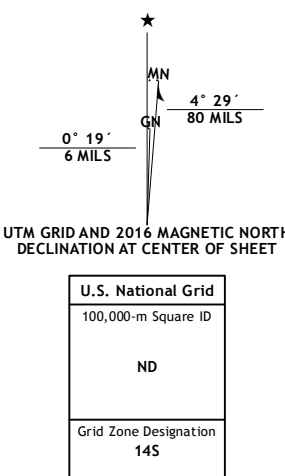 ★
MN
4° 29´
80 MILS
GN
0° 19´
6 MILS
UTM GRID AND 2016 MAGNETIC NORTH
DECLINATION AT CENTER OF SHEET
U.S. National Grid
100,000-m Square ID
ND
Grid Zone Designation
14S